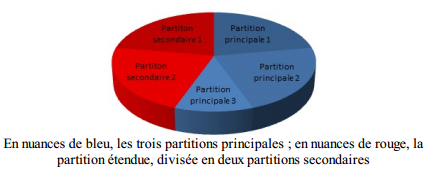 Partition
secondaire 1
Partition
principale 1
Partiton
secondaire 2
Partition
principale 2
Partition
principale 3
En nuances de bleu, les trois partitions principales ; en nuances de rouge, la
partition étendue, divisée en deux partitions secondaires